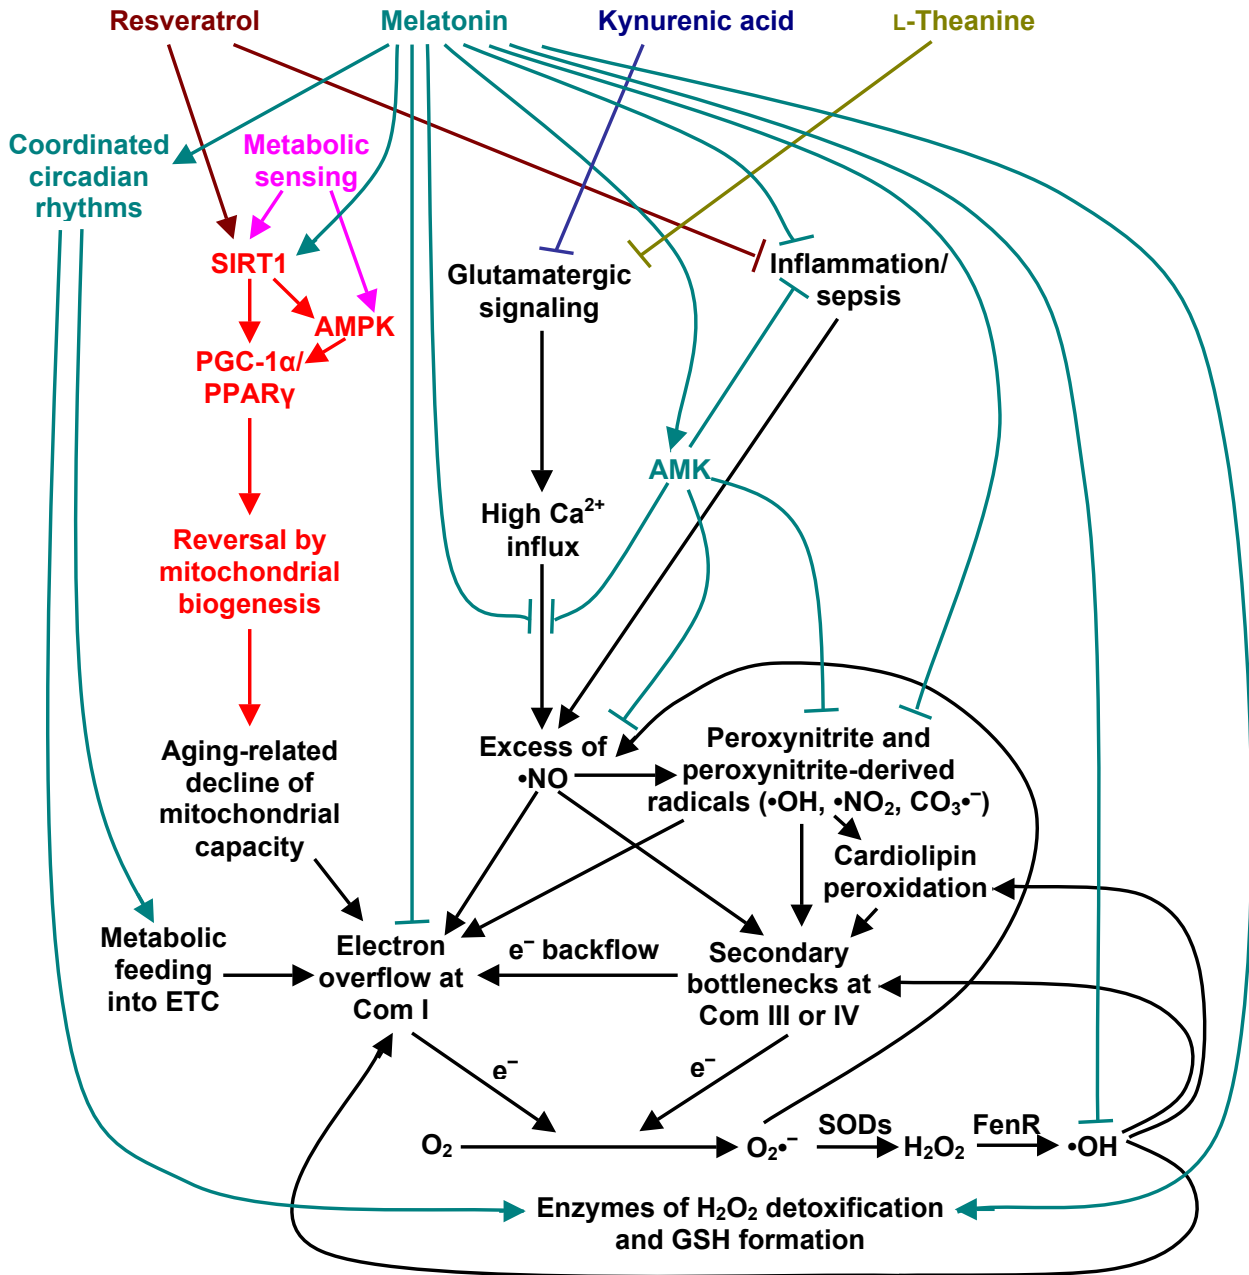 Resveratrol
Melatonin
Kynurenic acid
L-Theanine
Coordinated
circadian
rhythms
Metabolic
sensing
SIRT1
AMPK
PGC-1α/
PPARγ
Glutamatergic
signaling
Inflammation/
sepsis
AMK
High Ca²⁺
influx
Reversal by
mitochondrial
biogenesis
Aging-related
decline of
mitochondrial
capacity
Excess of
•NO
Peroxynitrite and
peroxynitrite-derived
radicals (•OH, •NO₂, CO₃•⁻)
Cardiolipin
peroxidation
Metabolic
feeding
into ETC
Electron
overflow at
Com I
e⁻ backflow
Secondary
bottlenecks at
Com III or IV
e⁻
e⁻
O₂
O₂•⁻
SODs
H₂O₂
FenR
•OH
Enzymes of H₂O₂ detoxification
and GSH formation